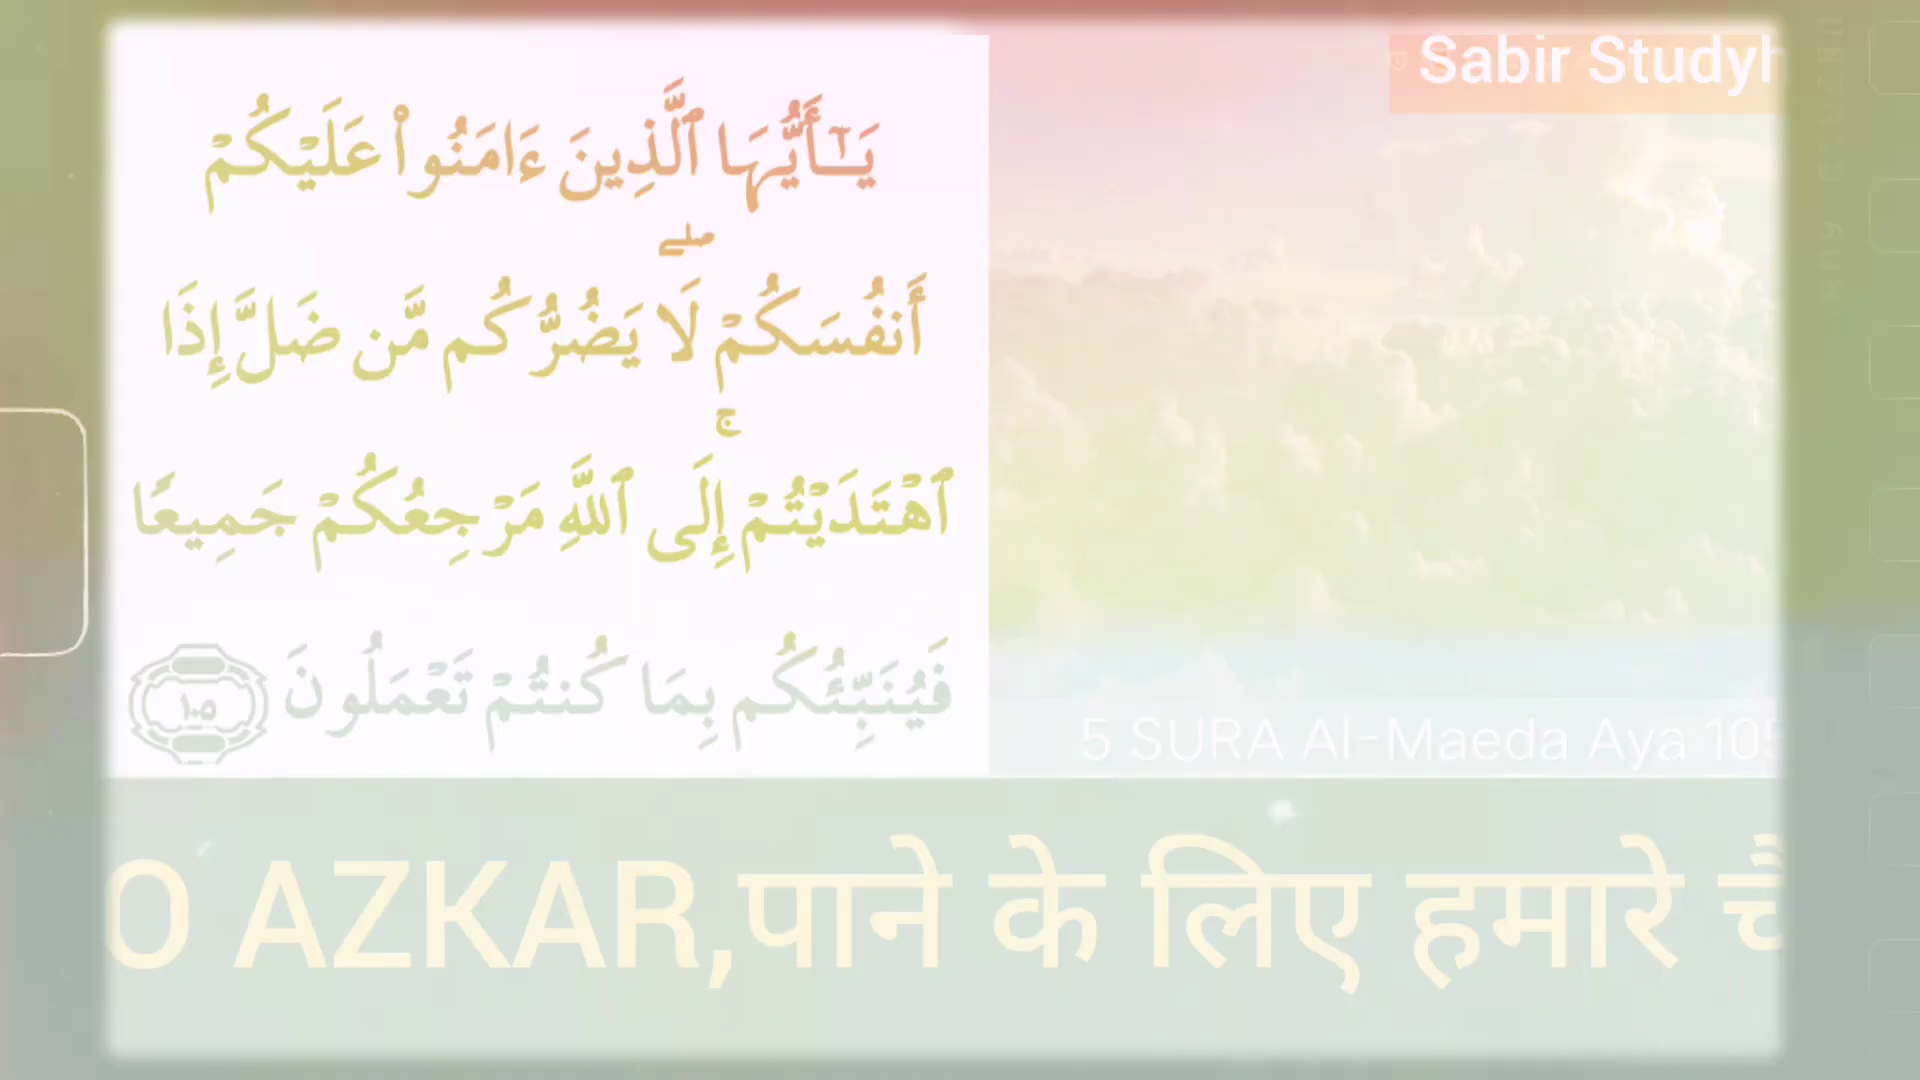 Sabir Studyh
يَـٰٓأَيُّهَا ٱلَّذِينَ ءَامَنُوا۟ عَلَيْكُمْ
أَنفُسَكُمْ ۖ لَا يَضُرُّكُم مَّن ضَلَّ إِذَا
ٱهْتَدَيْتُمْ ۚ إِلَى ٱللَّهِ مَرْجِعُكُمْ جَمِيعًا
فَيُنَبِّئُكُم بِمَا كُنتُمْ تَعْمَلُونَ ١٠٥
5 SURA Al-Maeda Aya 105
O AZKAR,पाने के लिए हमारे चै